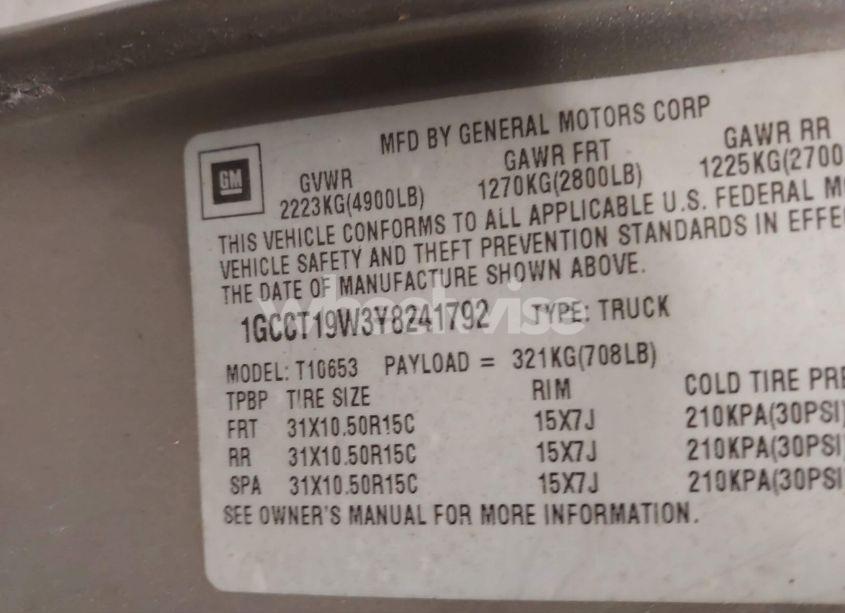 MFD BY GENERAL MOTORS CORP
GM
GVWR GAWR FRT GAWR RR
2223KG(4900LB) 1270KG(2800LB) 1225KG(2700
THIS VEHICLE CONFORMS TO ALL APPLICABLE U.S. FEDERAL M
VEHICLE SAFETY AND THEFT PREVENTION STANDARDS IN EFFE
THE DATE OF MANUFACTURE SHOWN ABOVE.
wheelwise
1GCCT19W3Y8241792 TYPE: TRUCK
MODEL: T10653 PAYLOAD = 321KG(708LB)
TPBP TIRE SIZE RIM COLD TIRE PRE
FRT 31X10.50R15C 15X7J 210KPA(30PSI)
RR 31X10.50R15C 15X7J 210KPA(30PSI
SPA 31X10.50R15C 15X7J 210KPA(30PSI
SEE OWNER'S MANUAL FOR MORE INFORMATION.